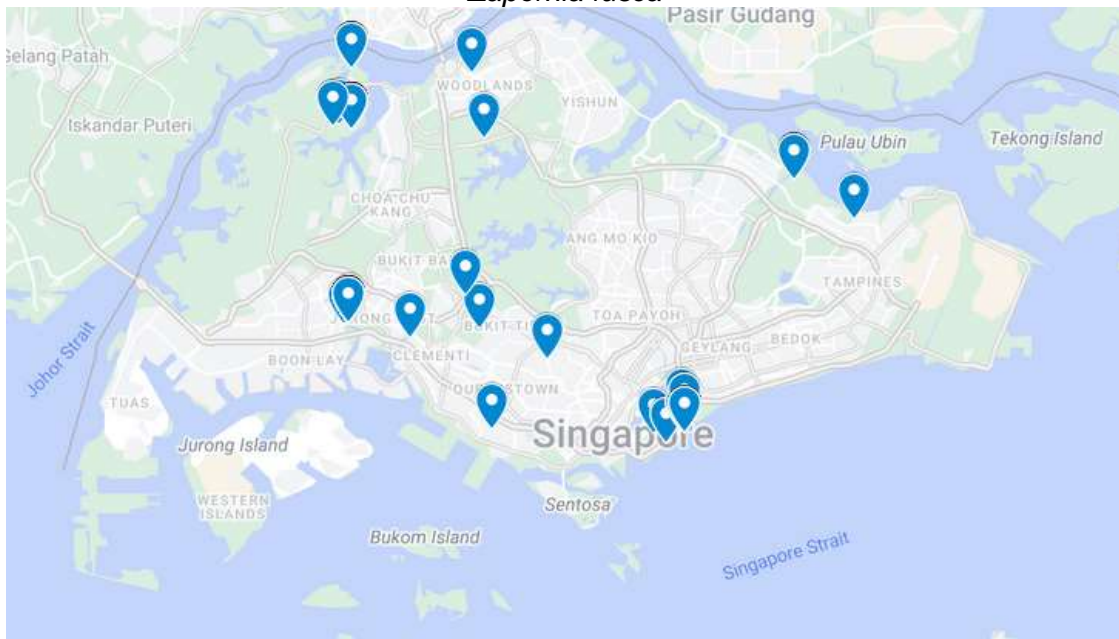 Zapornia fusca
Pasir Gudang
Gelang Patah
WOODLANDS
YISHUN
Iskandar Puteri
Pulau Ubin
Tekong Island
CHOA CHU
KANG
ANG MO KIO
BUKIT BA
TAMPINES
TOA PAYOH
BUKIT TI
GEYLANG
BEDOK
BOON LAY
CLEMENTI
Johor Strait
TUAS
Singapore
Jurong Island
WESTERN
ISLANDS
Sentosa
Bukom Island
Singapore Strait